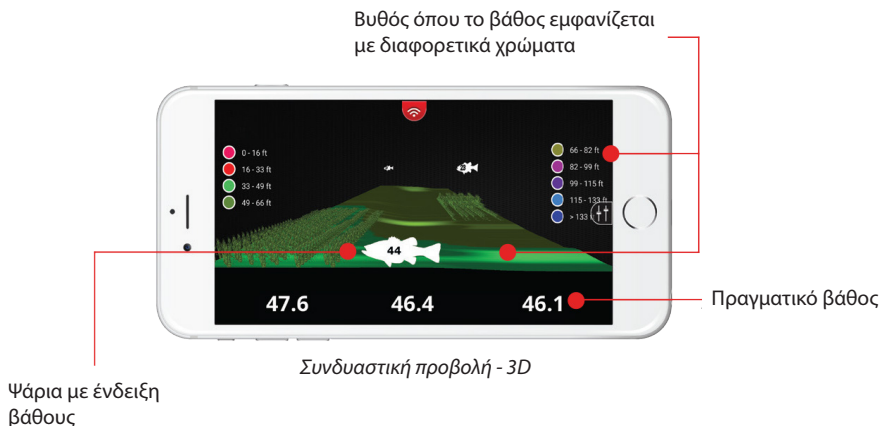 Βυθός όπου το βάθος εμφανίζεται
με διαφορετικά χρώματα
0 - 16 ft
16 - 33 ft
33 - 49 ft
49 - 66 ft
66 - 82 ft
82 - 99 ft
99 - 115 ft
115 - 133 ft
> 133 ft
44
47.6
46.4
46.1
Πραγματικό βάθος
Συνδυαστική προβολή - 3D
Ψάρια με ένδειξη
βάθους